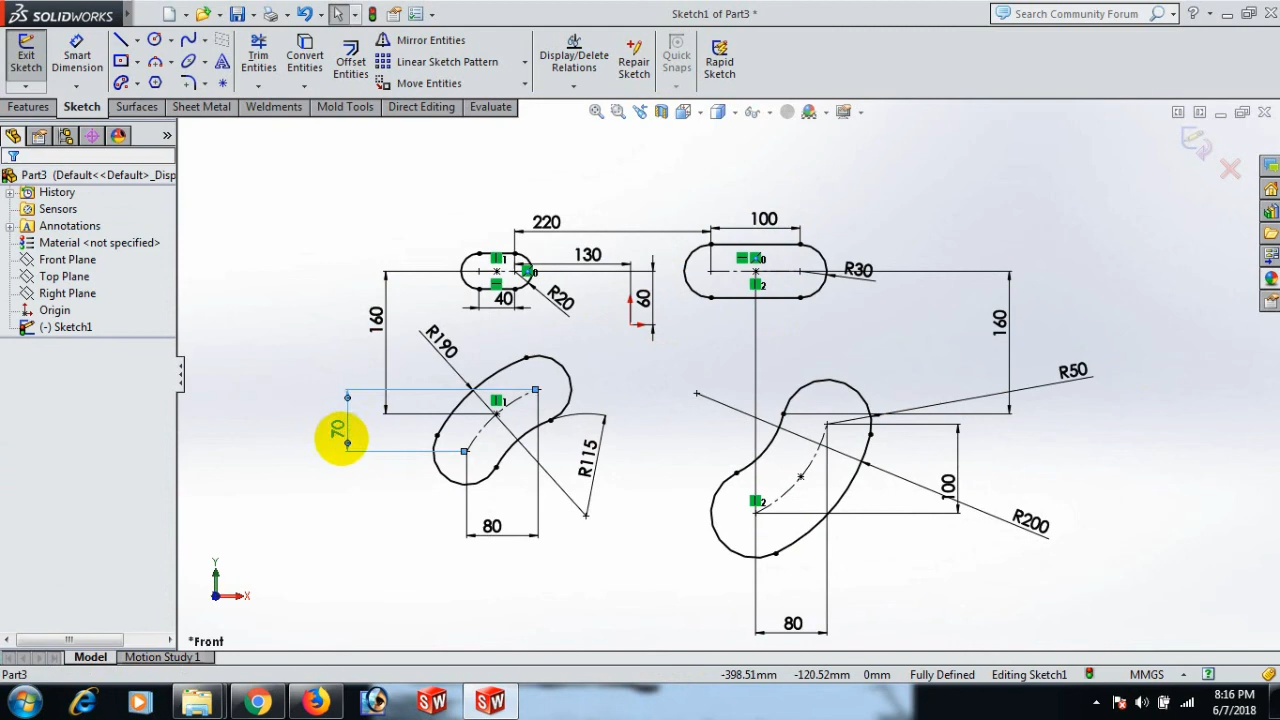 SOLIDWORKS
Sketch1 of Part3 *
Search Community Forum
Exit Sketch
Smart Dimension
Trim Entities
Convert Entities
Offset Entities
Mirror Entities
Linear Sketch Pattern
Move Entities
Display/Delete Relations
Repair Sketch
Quick Snaps
Rapid Sketch
Features
Sketch
Surfaces
Sheet Metal
Weldments
Mold Tools
Direct Editing
Evaluate
Part3 (Default<<Default>_Disp
History
Sensors
Annotations
Material <not specified>
Front Plane
Top Plane
Right Plane
Origin
(-) Sketch1
220
100
130
R30
60
R20
40
160
160
R190
R50
70
R115
100
80
R200
80
Y
X
*Front
Model
Motion Study 1
Part3
-398.51mm
-120.52mm
0mm
Fully Defined
Editing Sketch1
MMGS
8:16 PM
6/7/2018